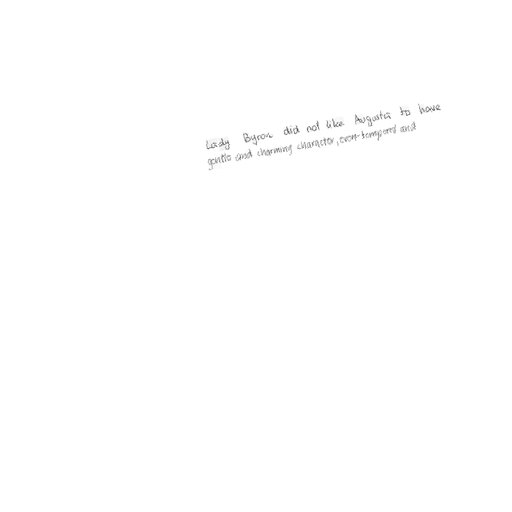 Lady Byron did not like Augusta to have
gentle and charming character, even-tempered and